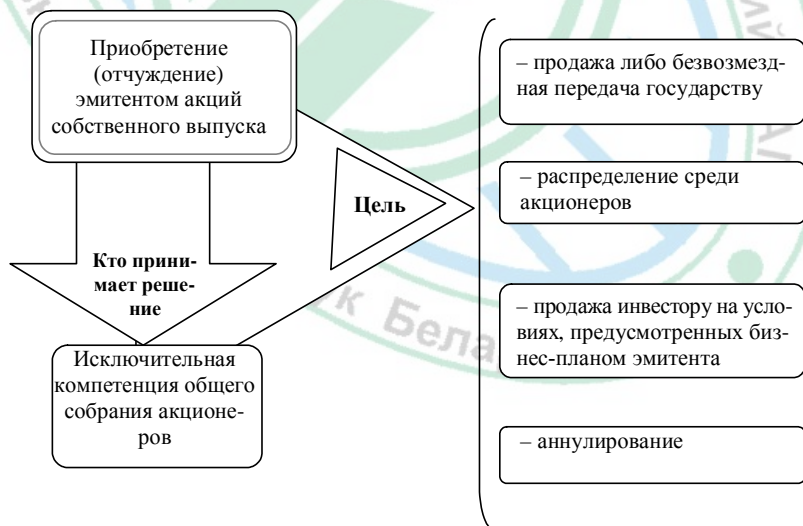 Приобретение
(отчуждение)
эмитентом акций
собственного выпуска
Кто прини-
мает реше-
ние
Исключительная
компетенция общего
собрания акционе-
ров
Цель
– продажа либо безвозмезд-
ная передача государству
– распределение среди
акционеров
– продажа инвестору на усло-
виях, предусмотренных биз-
нес-планом эмитента
– аннулирование